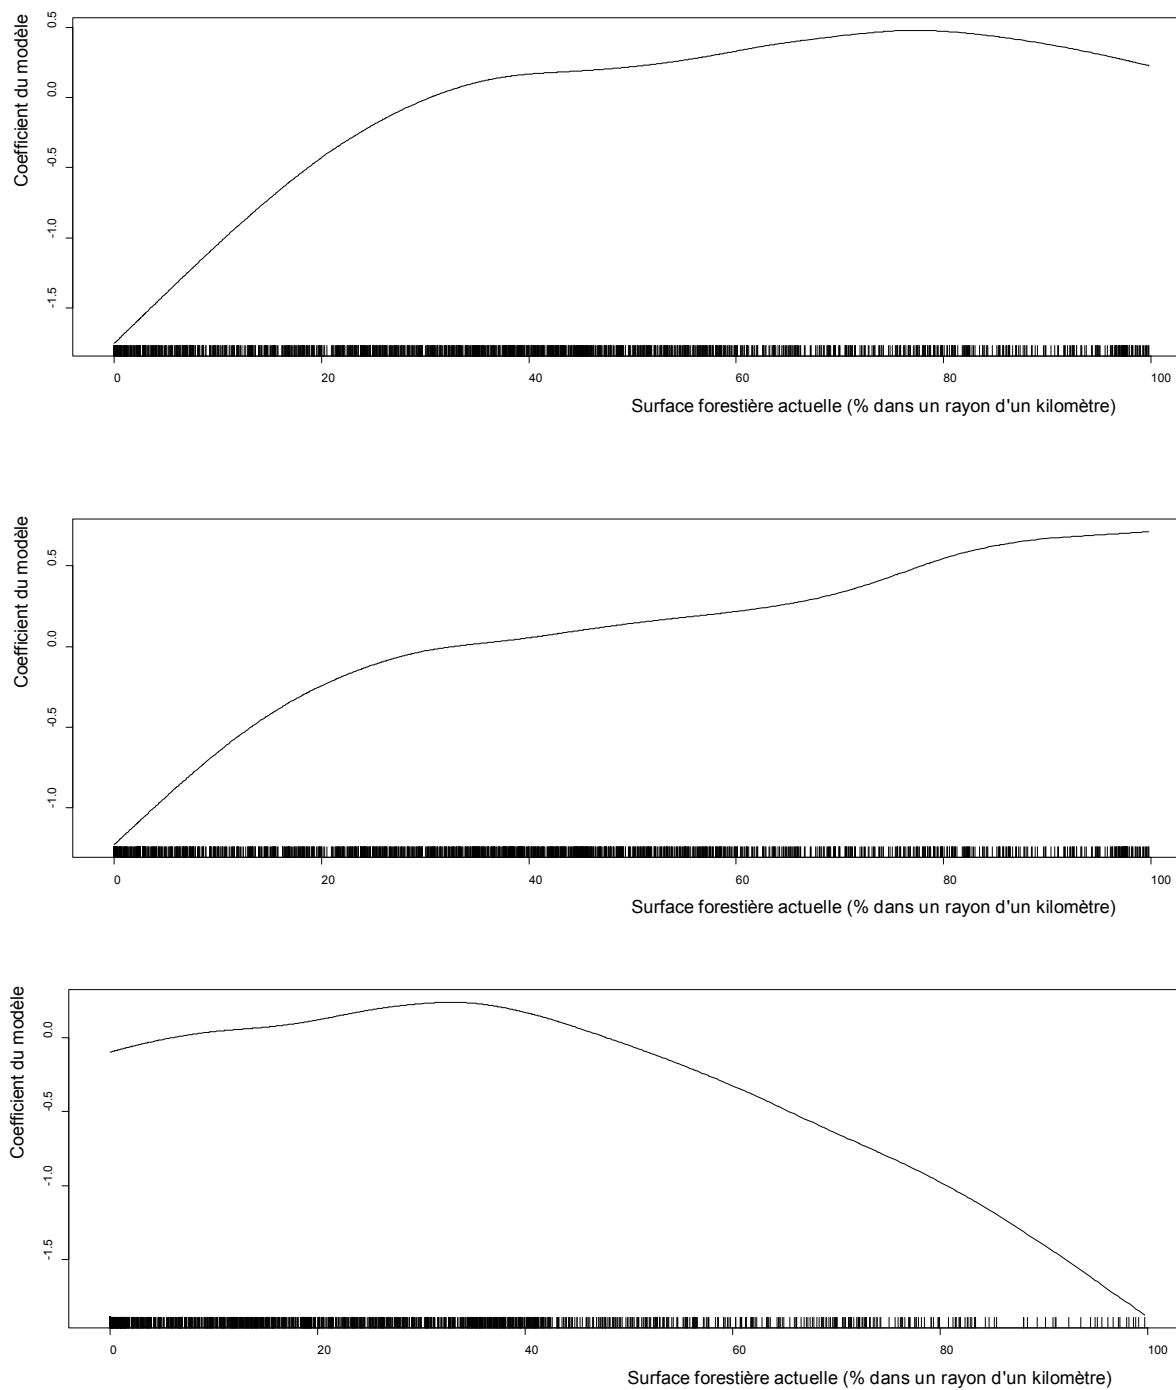 Coefficient du modèle
0.5
0.0
-0.5
-1.0
-1.5
0 20 40 60 80 100
Surface forestière actuelle (% dans un rayon d'un kilomètre)
Coefficient du modèle
0.5
0.0
-0.5
-1.0
0 20 40 60 80 100
Surface forestière actuelle (% dans un rayon d'un kilomètre)
Coefficient du modèle
0.0
-0.5
-1.0
-1.5
0 20 40 60 80 100
Surface forestière actuelle (% dans un rayon d'un kilomètre)